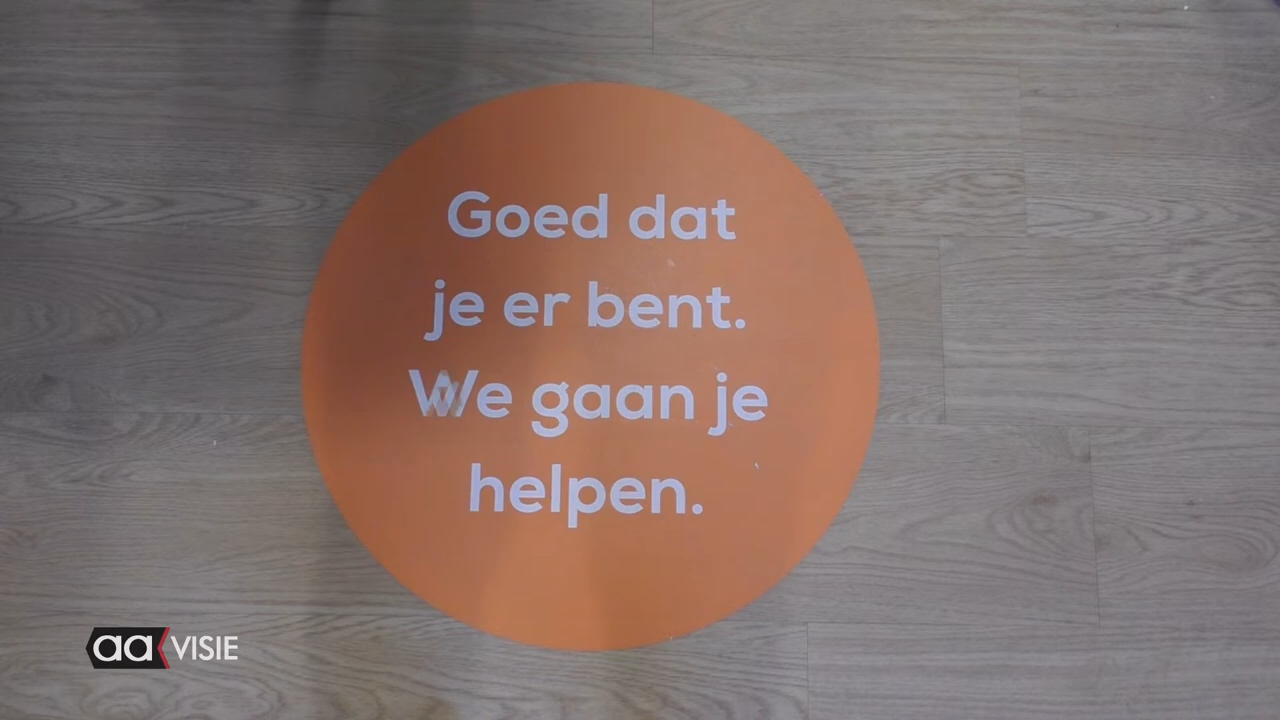 Goed dat
je er bent.
We gaan je
helpen.
aa VISIE